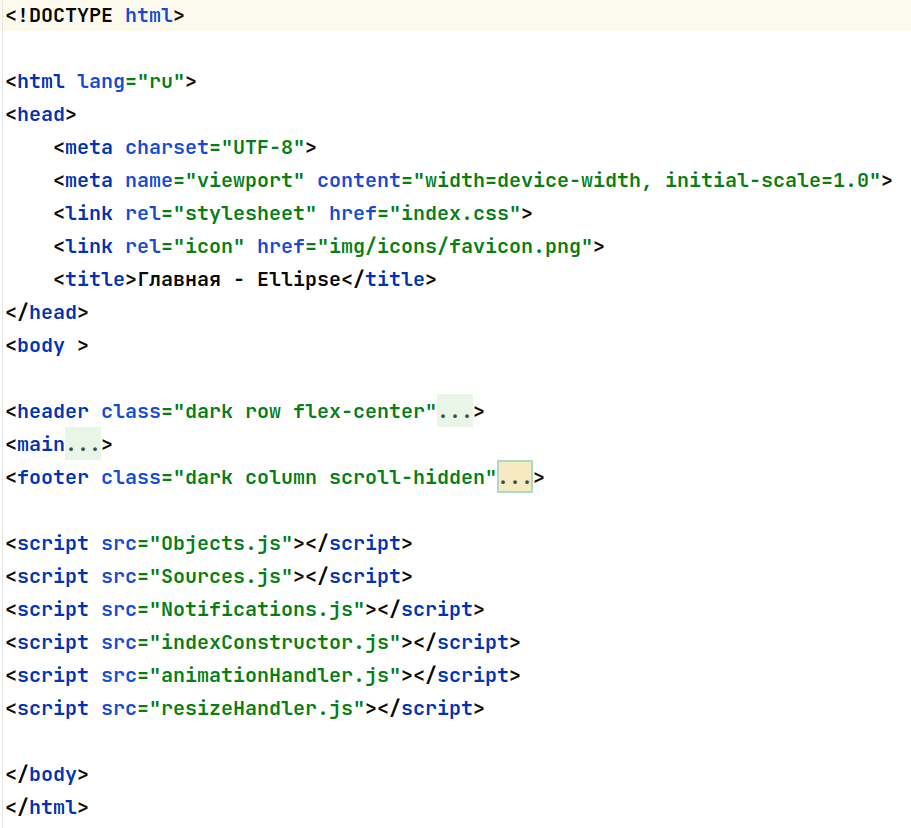 <!DOCTYPE html>
<html lang="ru">
<head>
    <meta charset="UTF-8">
    <meta name="viewport" content="width=device-width, initial-scale=1.0">
    <link rel="stylesheet" href="index.css">
    <link rel="icon" href="img/icons/favicon.png">
    <title>Главная - Ellipse</title>
</head>
<body >
<header class="dark row flex-center"...>
<main...>
<footer class="dark column scroll-hidden"...>
<script src="Objects.js"></script>
<script src="Sources.js"></script>
<script src="Notifications.js"></script>
<script src="indexConstructor.js"></script>
<script src="animationHandler.js"></script>
<script src="resizeHandler.js"></script>
</body>
</html>